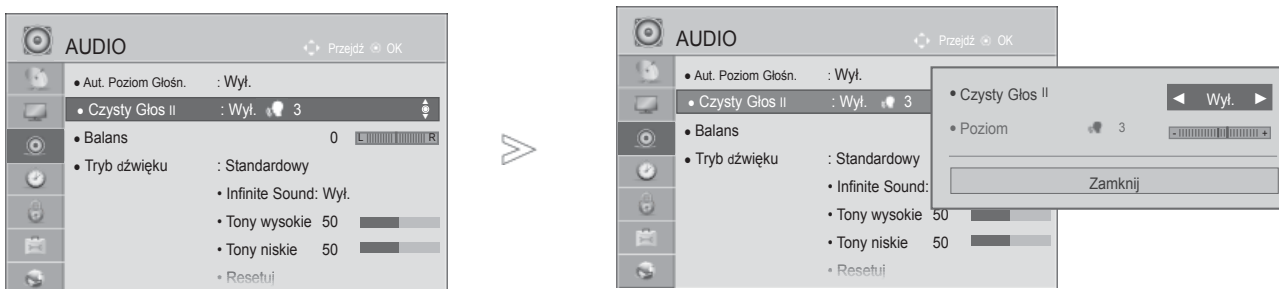 AUDIO
Przejdź OK
• Aut. Poziom Głośn. : Wył.
• Czysty Głos II : Wył. 3
• Balans 0 L R
• Tryb dźwięku : Standardowy
• Infinite Sound: Wył.
• Tony wysokie 50
• Tony niskie 50
• Resetuj
AUDIO
Przejdź OK
• Aut. Poziom Głośn. : Wył.
• Czysty Głos II : Wył. 3
• Balans
• Tryb dźwięku : Standardowy
• Infinite Sound:
• Tony wysokie 50
• Tony niskie 50
• Resetuj
• Czysty Głos II ◄ Wył. ►
• Poziom 3 - +
Zamknij